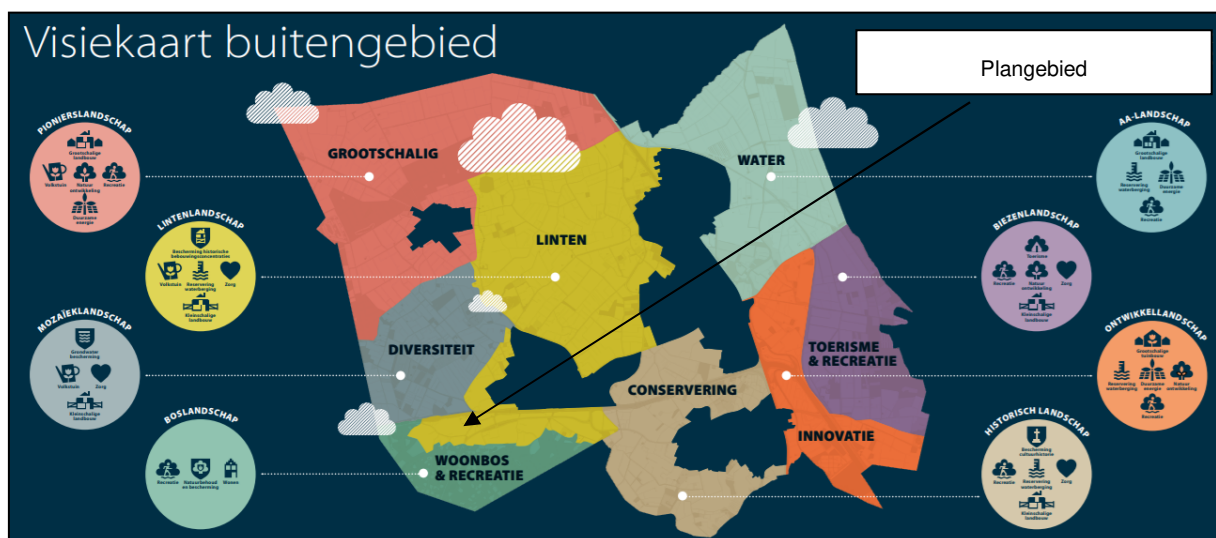 Visiekaart buitengebied
Plangebied
PIONIERSLANDSCHAP
Grootschalige
landbouw
Volkstuin
Natuur
ontwikkeling
Recreatie
Duurzame
energie
LINTENLANDSCHAP
Bescherming historische
bebouwingsconcentraties
Volkstuin
Reservering
waterberging
Zorg
Kleinschalige
landbouw
MOZAÏEKLANDSCHAP
Grondwater
bescherming
Volkstuin
Zorg
Kleinschalige
landbouw
BOSLANDSCHAP
Recreatie
Natuurbehoud
en bescherming
Wonen
GROOTSCHALIG
LINTEN
WATER
DIVERSITEIT
CONSERVERING
TOERISME
& RECREATIE
INNOVATIE
WOONBOS
& RECREATIE
AA-LANDSCHAP
Grootschalige
landbouw
Reservering
waterberging
Duurzame
energie
Recreatie
BIEZENLANDSCHAP
Toerisme
Recreatie
Natuur
ontwikkeling
Zorg
Kleinschalige
landbouw
ONTWIKKELLANDSCHAP
Grootschalige
tuinbouw
Reservering
waterberging
Duurzame
energie
Natuur
ontwikkeling
Recreatie
HISTORISCH LANDSCHAP
Bescherming
cultuurhistorie
Recreatie
Reservering
waterberging
Zorg
Kleinschalige
landbouw